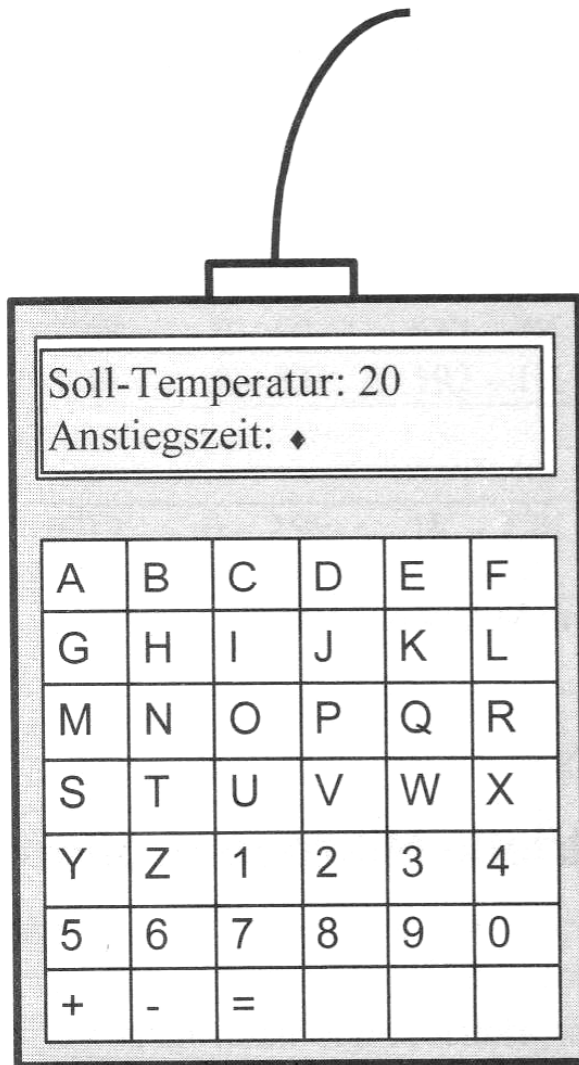 Soll-Temperatur: 20
Anstiegszeit: ♦
A B C D E F
G H I J K L
M N O P Q R
S T U V W X
Y Z 1 2 3 4
5 6 7 8 9 0
+ - =